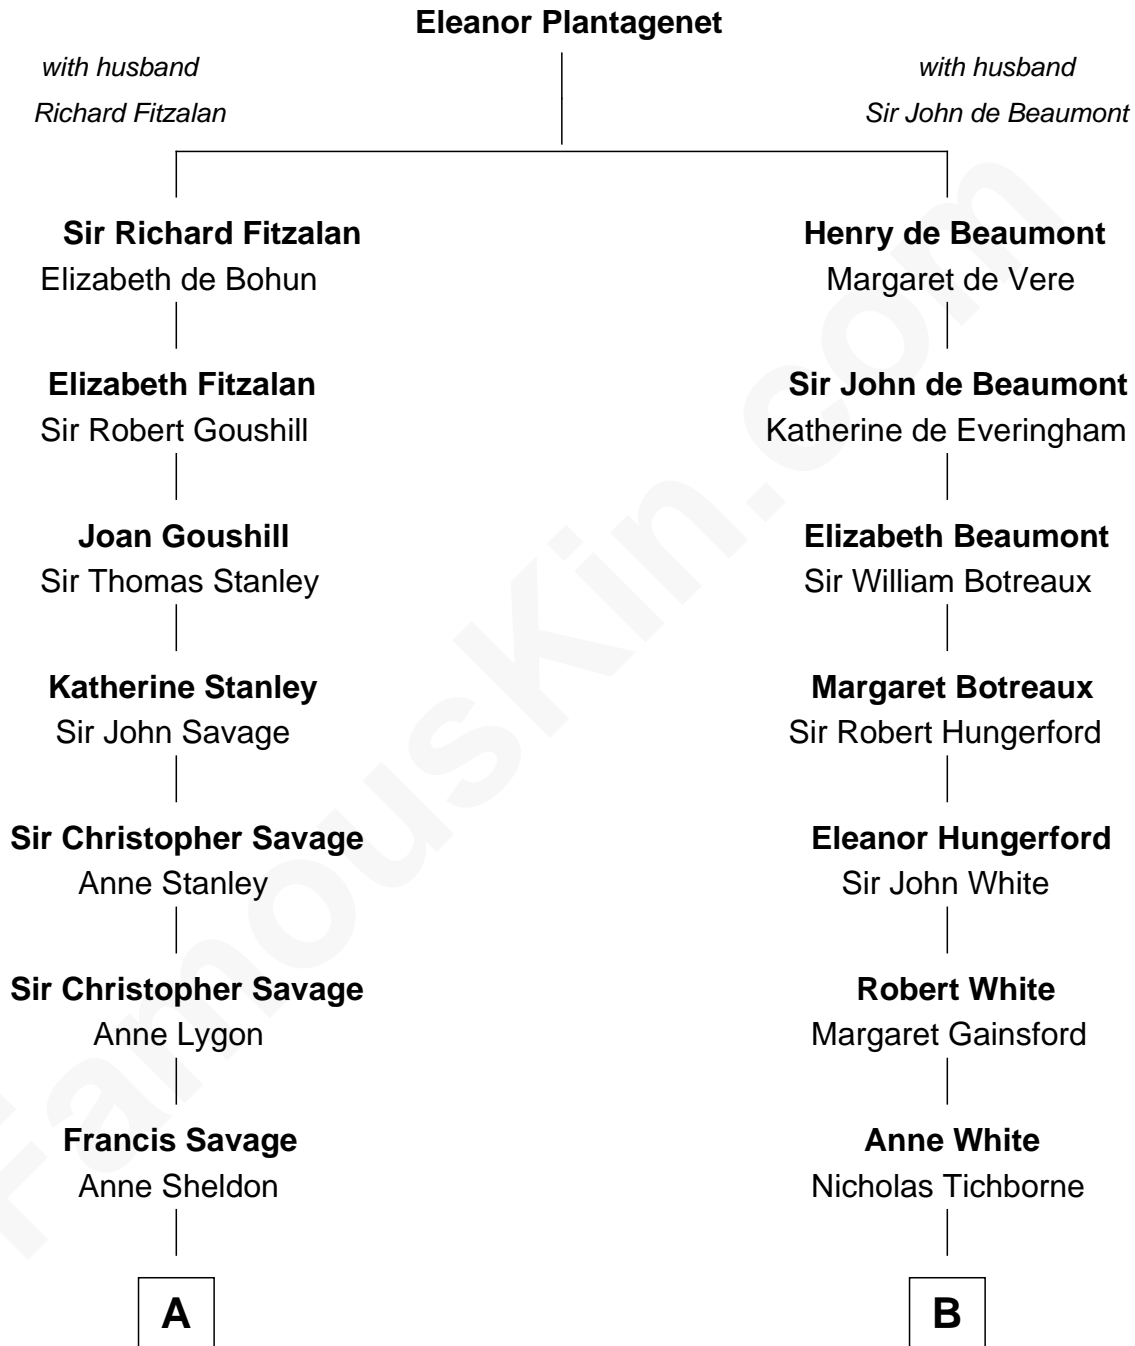 Eleanor Plantagenet
with husband
Richard Fitzalan
with husband
Sir John de Beaumont
Sir Richard Fitzalan
Elizabeth de Bohun
Elizabeth Fitzalan
Sir Robert Goushill
Joan Goushill
Sir Thomas Stanley
Katherine Stanley
Sir John Savage
Sir Christopher Savage
Anne Stanley
Sir Christopher Savage
Anne Lygon
Francis Savage
Anne Sheldon
A
Henry de Beaumont
Margaret de Vere
Sir John de Beaumont
Katherine de Everingham
Elizabeth Beaumont
Sir William Botreaux
Margaret Botreaux
Sir Robert Hungerford
Eleanor Hungerford
Sir John White
Robert White
Margaret Gainsford
Anne White
Nicholas Tichborne
B
FamousKin.com